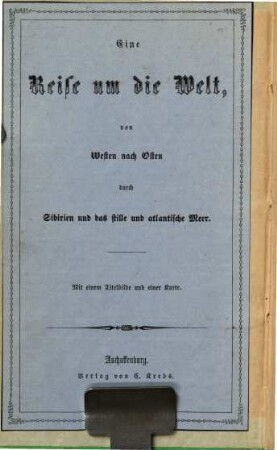 Eine
Reise um die Welt,
von
Westen nach Osten
durch
Sibirien und das stille und atlantische Meer.
Mit einem Titelbilde und einer Karte.
Aschaffenburg.
Verlag von C. Krebs.